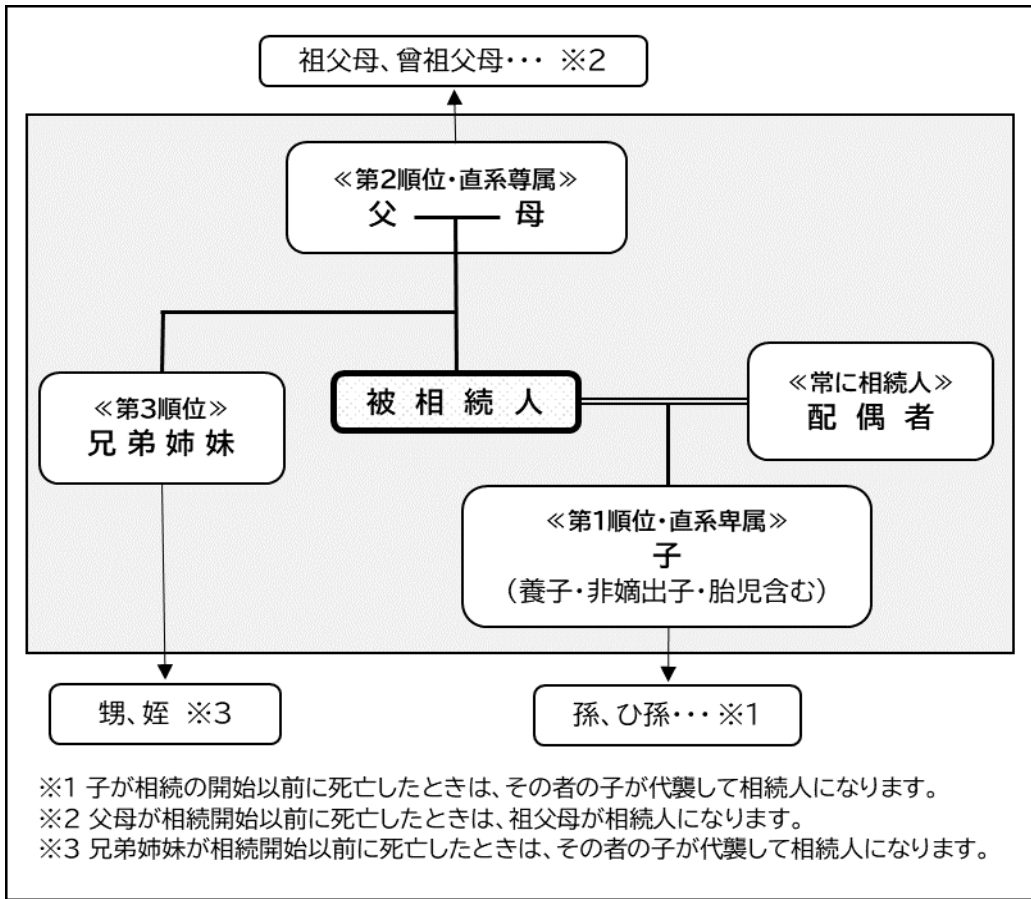 祖父母、曾祖父母・・・ ※2
≪第2順位・直系尊属≫
父 母
≪第3順位≫
兄弟姉妹
被相続人
≪常に相続人≫
配偶者
≪第1順位・直系卑属≫
子
（養子・非嫡出子・胎児含む）
甥、姪 ※3
孫、ひ孫・・・ ※1
※1 子が相続の開始以前に死亡したときは、その者の子が代襲して相続人になります。
※2 父母が相続開始以前に死亡したときは、祖父母が相続人になります。
※3 兄弟姉妹が相続開始以前に死亡したときは、その者の子が代襲して相続人になります。